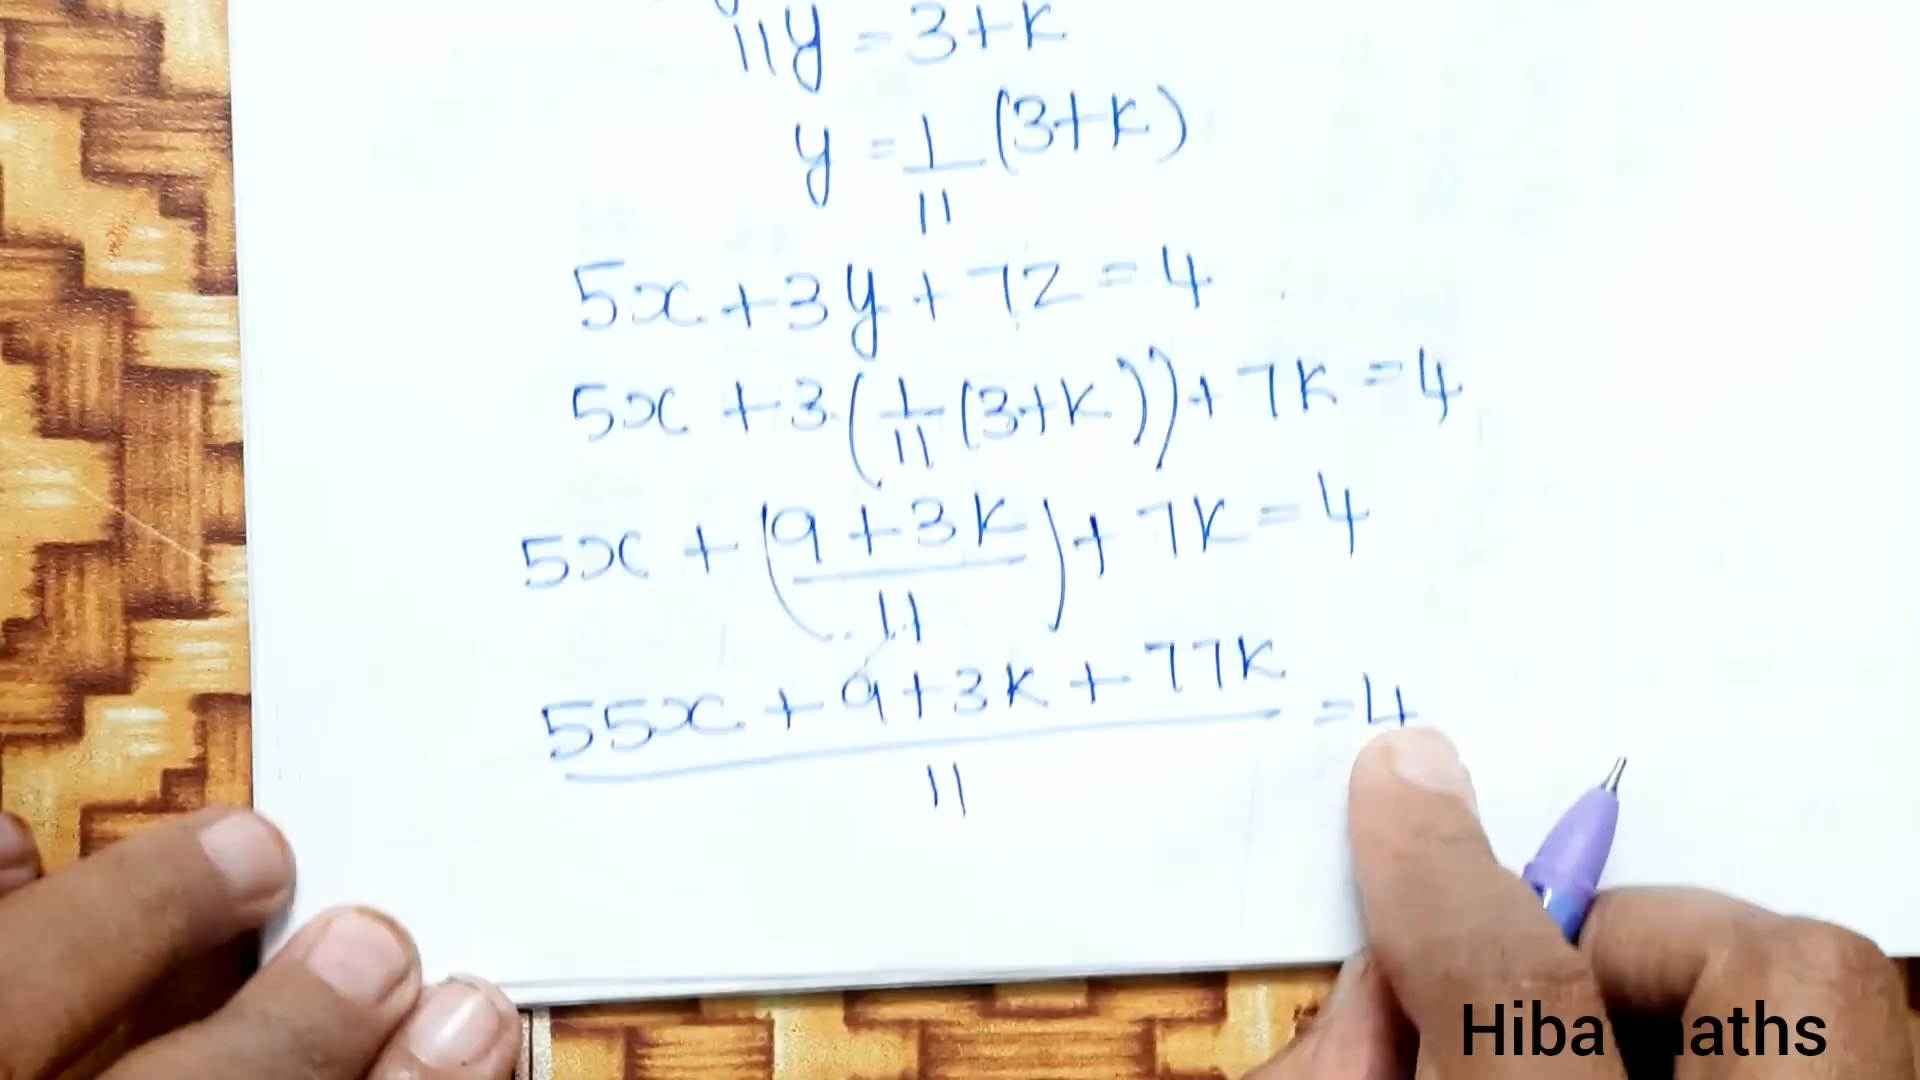 11y = 3+k
y = 1/11 (3+k)
5x + 3y + 7z = 4
5x + 3(1/11 (3+k)) + 7k = 4
5x + (9+3k/11) + 7k = 4
55x + 9 + 3k + 77k/11 = 4
Hiba maths